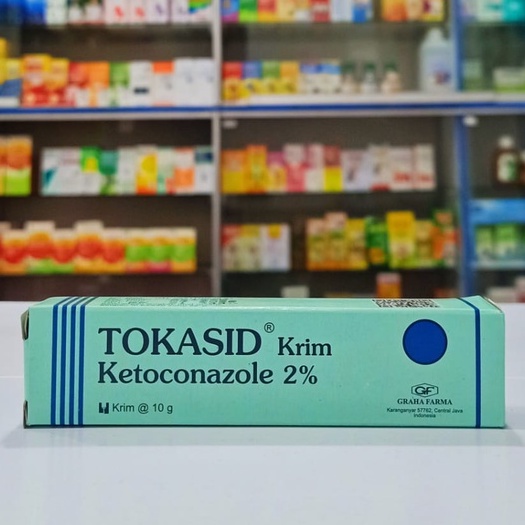 TOKASID® Krim
Ketoconazole 2%
Krim @ 10 g
GF
GRAHA FARMA
Karanganyar 57762, Central Java
Indonesia